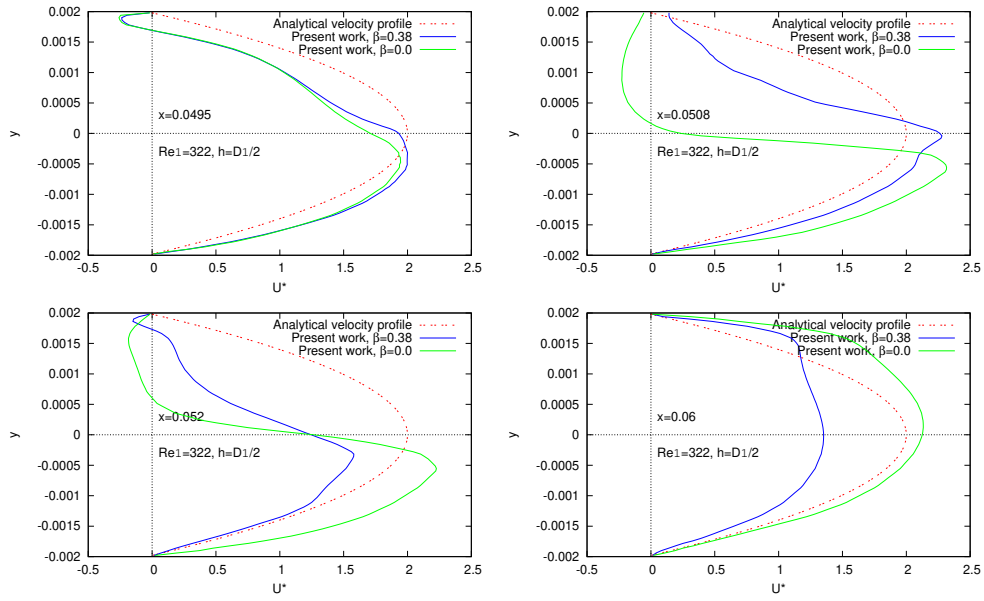 0.002
0.0015
0.001
0.0005
0
-0.0005
-0.001
-0.0015
-0.002
y
Analytical velocity profile
Present work, β=0.38
Present work, β=0.0
x=0.0495
Re1=322, h=D1/2
-0.5 0 0.5 1 1.5 2 2.5
U*
0.002
0.0015
0.001
0.0005
0
-0.0005
-0.001
-0.0015
-0.002
y
Analytical velocity profile
Present work, β=0.38
Present work, β=0.0
x=0.0508
Re1=322, h=D1/2
-0.5 0 0.5 1 1.5 2 2.5
U*
0.002
0.0015
0.001
0.0005
0
-0.0005
-0.001
-0.0015
-0.002
y
Analytical velocity profile
Present work, β=0.38
Present work, β=0.0
x=0.052
Re1=322, h=D1/2
-0.5 0 0.5 1 1.5 2 2.5
U*
0.002
0.0015
0.001
0.0005
0
-0.0005
-0.001
-0.0015
-0.002
y
Analytical velocity profile
Present work, β=0.38
Present work, β=0.0
x=0.06
Re1=322, h=D1/2
-0.5 0 0.5 1 1.5 2 2.5
U*